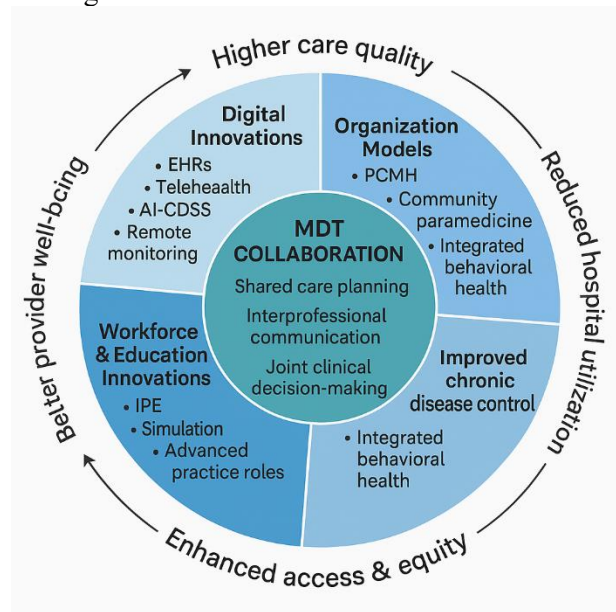 Higher care quality
Digital
Innovations
• EHRs
• Teleheaalth
• AI-CDSS
• Remote
monitoring
Organization
Models
• PCMH
• Community
paramedicine
• Integrated
behavioral
health
MDT
COLLABORATION
Shared care planning
Interprofessional
communication
Joint clinical
decision-making
Workforce
& Education
Innovations
• IPE
• Simulation
• Advanced
practice roles
Improved
chronic
disease control
• Integrated
behavioral
health
Reduced hospital utilization
Enhanced access & equity
Beler provider well-bcing